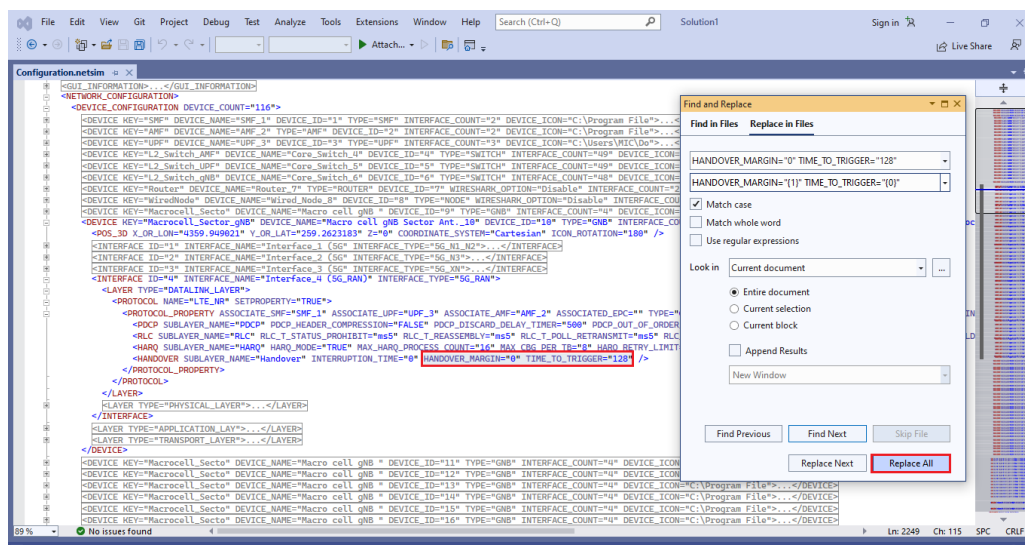 File Edit View Git Project Debug Test Analyze Tools Extensions Window Help Search (Ctrl+Q) Solution1 Sign in
Attach... Live Share
Configuration.netsim
<GUI_INFORMATION>...</GUI_INFORMATION>
<NETWORK_CONFIGURATION>
<DEVICE_CONFIGURATION DEVICE_COUNT="116">
<DEVICE KEY="SMF" DEVICE_NAME="SMF_1" DEVICE_ID="1" TYPE="SMF" INTERFACE_COUNT="2" DEVICE_ICON="C:\Program File">...<
<DEVICE KEY="AMF" DEVICE_NAME="AMF_2" TYPE="AMF" DEVICE_ID="2" INTERFACE_COUNT="2" DEVICE_ICON="C:\Program File">...<
<DEVICE KEY="UPF" DEVICE_NAME="UPF_3" DEVICE_ID="3" TYPE="UPF" INTERFACE_COUNT="3" DEVICE_ICON="C:\Users\MIC\Do">...<
<DEVICE KEY="L2_Switch_AMF" DEVICE_NAME="Core_Switch_4" DEVICE_ID="4" TYPE="SWITCH" INTERFACE_COUNT="49" DEVICE_ICON=
<DEVICE KEY="L2_Switch_UPF" DEVICE_NAME="Core_Switch_5" DEVICE_ID="5" TYPE="SWITCH" INTERFACE_COUNT="49" DEVICE_ICON=
<DEVICE KEY="L2_Switch_gNB" DEVICE_NAME="Core_Switch_6" DEVICE_ID="6" TYPE="SWITCH" INTERFACE_COUNT="48" DEVICE_ICON=
<DEVICE KEY="Router" DEVICE_NAME="Router_7" TYPE="ROUTER" DEVICE_ID="7" WIRESHARK_OPTION="Disable" INTERFACE_COUNT="2
<DEVICE KEY="WiredNode" DEVICE_NAME="Wired_Node_8" DEVICE_ID="8" TYPE="NODE" WIRESHARK_OPTION="Disable" INTERFACE_COU
<DEVICE KEY="Macrocell_Secto" DEVICE_NAME="Macro cell gNB " DEVICE_ID="9" TYPE="GNB" INTERFACE_COUNT="4" DEVICE_ICON=
<DEVICE KEY="Macrocell_Sector_gNB" DEVICE_NAME="Macro cell gNB Sector Ant._10" DEVICE_ID="10" TYPE="GNB" INTERFACE_CO
<POS_3D X_OR_LON="4359.949021" Y_OR_LAT="259.2623183" Z="0" COORDINATE_SYSTEM="Cartesian" ICON_ROTATION="180" />
<INTERFACE ID="1" INTERFACE_NAME="Interface_1 (5G" INTERFACE_TYPE="5G_N1_N2">...</INTERFACE>
<INTERFACE ID="2" INTERFACE_NAME="Interface_2 (5G" INTERFACE_TYPE="5G_N3">...</INTERFACE>
<INTERFACE ID="3" INTERFACE_NAME="Interface_3 (5G" INTERFACE_TYPE="5G_XN">...</INTERFACE>
<INTERFACE ID="4" INTERFACE_NAME="Interface_4 (5G_RAN)" INTERFACE_TYPE="5G_RAN">
<LAYER TYPE="DATALINK_LAYER">
<PROTOCOL NAME="LTE_NR" SETPROPERTY="TRUE">
<PROTOCOL_PROPERTY ASSOCIATE_SMF="SMF_1" ASSOCIATE_UPF="UPF_3" ASSOCIATE_AMF="AMF_2" ASSOCIATED_EPC="" TYPE="
<PDCP SUBLAYER_NAME="PDCP" PDCP_HEADER_COMPRESSION="FALSE" PDCP_DISCARD_DELAY_TIMER="500" PDCP_OUT_OF_ORDER
<RLC SUBLAYER_NAME="RLC" RLC_T_STATUS_PROHIBIT="ms5" RLC_T_REASSEMBLY="ms5" RLC_T_POLL_RETRANSMIT="ms5" RLC
<HARQ SUBLAYER_NAME="HARQ" HARQ_MODE="TRUE" MAX_HARQ_PROCESS_COUNT="16" MAX_CBG_PER_TB="8" HARQ_RETRY_LIMIT
<HANDOVER SUBLAYER_NAME="Handover" INTERRUPTION_TIME="0" HANDOVER_MARGIN="0" TIME_TO_TRIGGER="128" />
</PROTOCOL_PROPERTY>
</PROTOCOL>
</LAYER>
<LAYER TYPE="PHYSICAL_LAYER">...</LAYER>
</INTERFACE>
<LAYER TYPE="APPLICATION_LAY">...</LAYER>
<LAYER TYPE="TRANSPORT_LAYER">...</LAYER>
</DEVICE>
<DEVICE KEY="Macrocell_Secto" DEVICE_NAME="Macro cell gNB " DEVICE_ID="11" TYPE="GNB" INTERFACE_COUNT="4" DEVICE_ICON
<DEVICE KEY="Macrocell_Secto" DEVICE_NAME="Macro cell gNB " DEVICE_ID="12" TYPE="GNB" INTERFACE_COUNT="4" DEVICE_ICON
<DEVICE KEY="Macrocell_Secto" DEVICE_NAME="Macro cell gNB " DEVICE_ID="13" TYPE="GNB" INTERFACE_COUNT="4" DEVICE_ICON="C:\Program File">...</DEVICE>
<DEVICE KEY="Macrocell_Secto" DEVICE_NAME="Macro cell gNB " DEVICE_ID="14" TYPE="GNB" INTERFACE_COUNT="4" DEVICE_ICON="C:\Program File">...</DEVICE>
<DEVICE KEY="Macrocell_Secto" DEVICE_NAME="Macro cell gNB " DEVICE_ID="15" TYPE="GNB" INTERFACE_COUNT="4" DEVICE_ICON="C:\Program File">...</DEVICE>
<DEVICE KEY="Macrocell_Secto" DEVICE_NAME="Macro cell gNB " DEVICE_ID="16" TYPE="GNB" INTERFACE_COUNT="4" DEVICE_ICON="C:\Program File">...</DEVICE>
Find and Replace
Find in Files Replace in Files
HANDOVER_MARGIN="0" TIME_TO_TRIGGER="128"
HANDOVER_MARGIN="{1}" TIME_TO_TRIGGER="{0}"
Match case
Match whole word
Use regular expressions
Look in Current document ...
Entire document
Current selection
Current block
Append Results
New Window
Find Previous Find Next Skip File
Replace Next Replace All
89 % No issues found Ln: 2249 Ch: 115 SPC CRLF